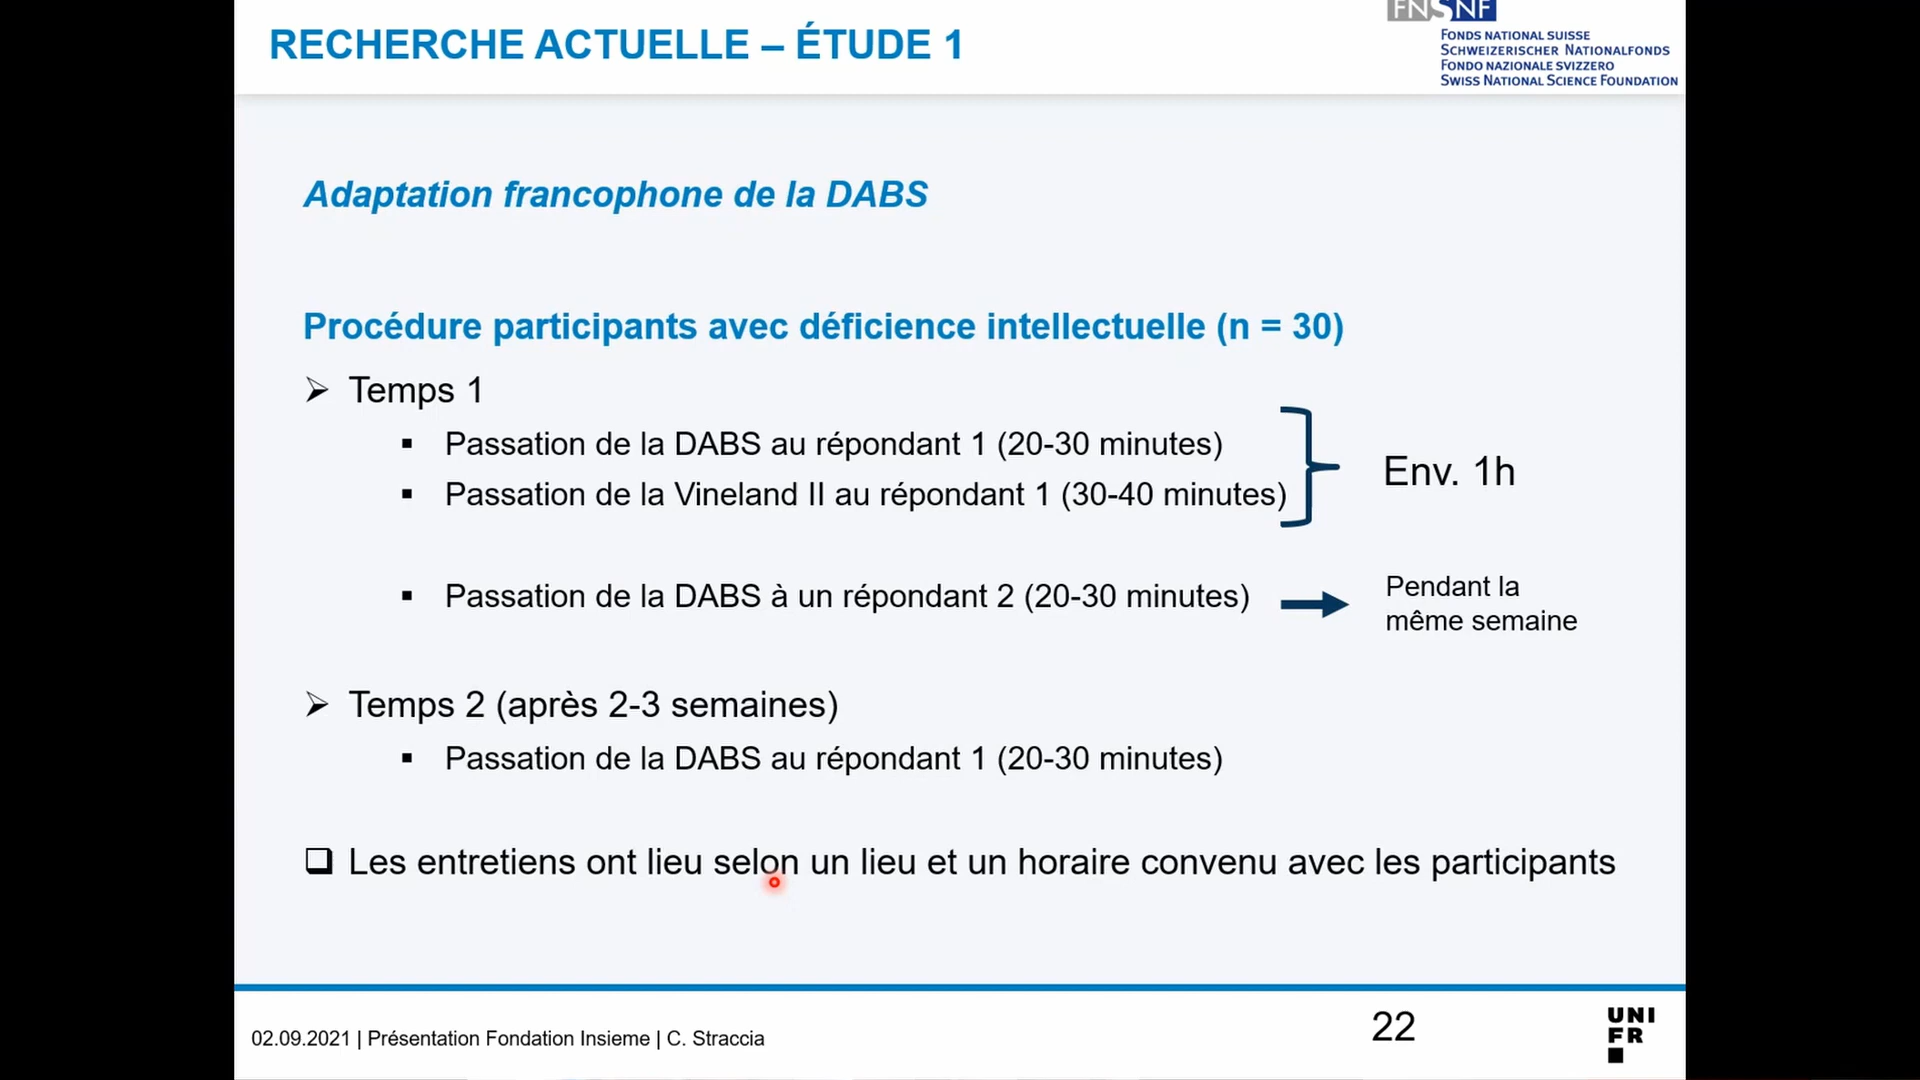 RECHERCHE ACTUELLE – ÉTUDE 1
FNSNF
FONDS NATIONAL SUISSE
SCHWEIZERISCHER NATIONALFONDS
FONDO NAZIONALE SVIZZERO
SWISS NATIONAL SCIENCE FOUNDATION
Adaptation francophone de la DABS
Procédure participants avec déficience intellectuelle (n = 30)
Temps 1
Passation de la DABS au répondant 1 (20-30 minutes)
Passation de la Vineland II au répondant 1 (30-40 minutes)
Env. 1h
Passation de la DABS à un répondant 2 (20-30 minutes)
Pendant la
même semaine
Temps 2 (après 2-3 semaines)
Passation de la DABS au répondant 1 (20-30 minutes)
Les entretiens ont lieu selon un lieu et un horaire convenu avec les participants
02.09.2021 | Présentation Fondation Insieme | C. Straccia
22
UNI
FR